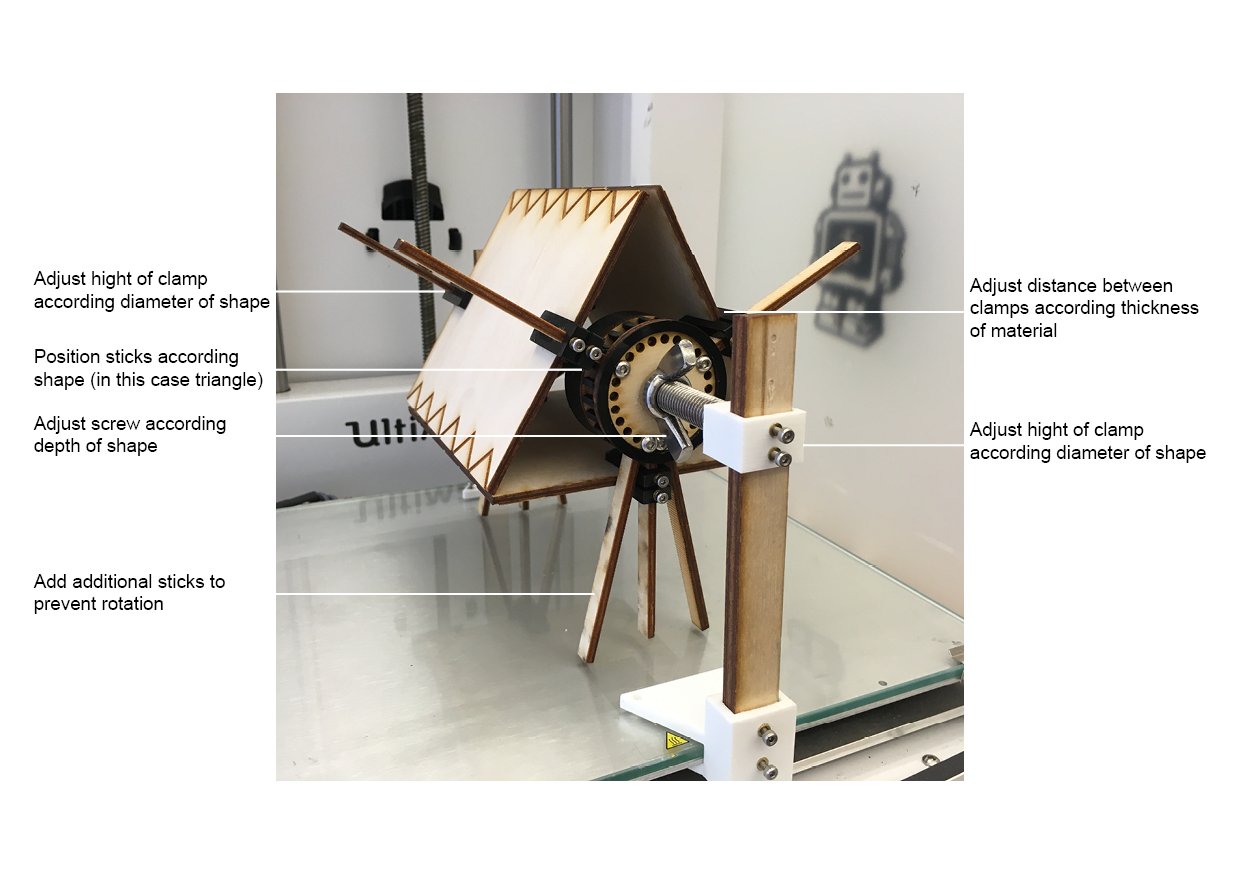 Adjust hight of clamp
according diameter of shape
Position sticks according
shape (in this case triangle)
Adjust screw according
depth of shape
Add additional sticks to
prevent rotation
Adjust distance between
clamps according thickness
of material
Adjust hight of clamp
according diameter of shape